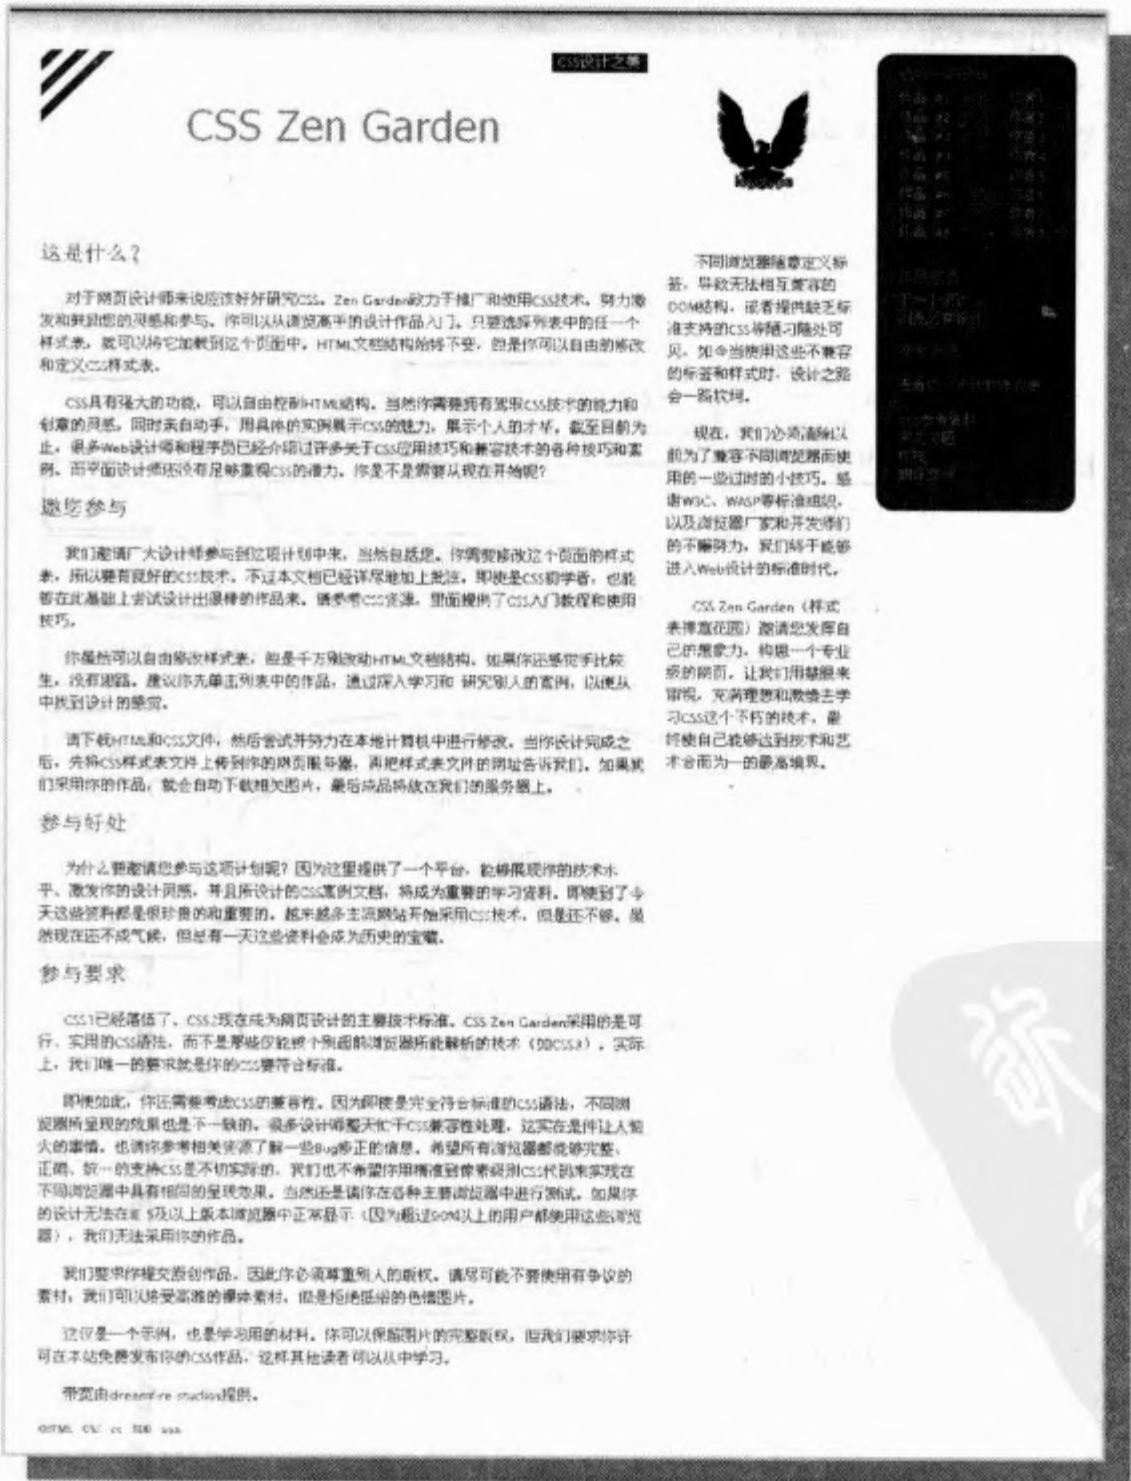 CSS设计之美
CSS Zen Garden
这是什么?
对于网页设计师来说应该好好研究CSS。Zen Garden致力于推广和使用CSS技术，努力激
发和鼓励您的灵感和参与。你可以从浏览高手的设计作品入门。只要选择列表中的任一个
样式表，就可以将它加载到这个页面中。HTML文档结构始终不变，但是你可以自由的修改
和定义CSS样式表。
CSS具有强大的功能，可以自由控制HTML结构。当然你需要拥有驾驭CSS技术的能力和
创意的灵感，同时亲自动手，用具体的实例展示CSS的魅力，展示个人的才华。截至目前为
止，很多Web设计师和程序员已经介绍过许多关于CSS应用技巧和兼容技术的各种技巧和案
例。而平面设计师还没有足够重视CSS的潜力。你是不是需要从现在开始呢?
邀您参与
我们邀请广大设计师参与到这项计划中来，当然包括您。你需要修改这个页面的样式
表，所以要有良好的CSS技术。不过本文档已经详尽地加上批注，即使是CSS初学者，也能
够在此基础上尝试设计出很棒的作品来。请参考CSS资源，里面提供了CSS入门教程和使用
技巧。
你虽然可以自由修改样式表，但是千万别改动HTML文档结构。如果你还感觉手比较
生，没有思路。建议你先单击列表中的作品，通过深入学习和 研究别人的案例，以便从
中找到设计的感觉。
请下载HTML和CSS文件，然后尝试并努力在本地计算机中进行修改。当你设计完成之
后，先将CSS样式表文件上传到你的网页服务器，再把样式表文件的网址告诉我们。如果我
们采用你的作品，就会自动下载相关图片，最后成品将放在我们的服务器上。
参与好处
为什么要邀请您参与这项计划呢? 因为这里提供了一个平台，能够展现你的技术水
平、激发你的设计灵感，并且所设计的CSS案例文档，将成为重要的学习资料。即使到了今
天这些资料都是很珍贵的和重要的。越来越多主流网站开始采用CSS技术，但是还不够。虽
然现在还不成气候，但总有一天这些资料会成为历史的宝藏。
参与要求
CSS1已经落伍了、CSS2现在成为网页设计的主要技术标准。CSS Zen Garden采用的是可
行、实用的CSS语法，而不是那些仅能被个别超前浏览器所能解析的技术（如CSS3）。实际
上，我们唯一的要求就是你的CSS要符合标准。
即使如此，你还需要考虑CSS的兼容性。因为即使是完全符合标准的CSS语法，不同浏
览器所呈现的效果也是不一致的。很多设计师整天忙于CSS兼容性处理，这实在是件让人恼
火的事情。也请你参考相关资源了解一些Bug修正的信息。希望所有浏览器都能够完整、
正确、统一的支持CSS是不切实际的，我们也不希望你用精准到像素级别CSS代码来实现在
不同浏览器中具有相同的呈现效果。当然还是请你在各种主要浏览器中进行测试。如果你
的设计无法在IE 5及以上版本浏览器中正常显示（因为超过90%以上的用户都使用这些浏览
器），我们无法采用你的作品。
我们要求你提交原创作品，因此你必须尊重别人的版权。请尽可能不要使用有争议的
素材，我们可以接受高雅的裸体素材，但是拒绝低俗的色情图片。
这仅是一个示例，也是学习用的材料。你可以保留图片的完整版权，但我们要求你许
可在本站免费发布你的CSS作品，这样其他读者可以从中学习。
带宽由dreamfire studios提供。
不同浏览器随意定义标
签，导致无法相互兼容的
DOM结构，或者提供缺乏标
准支持的CSS等陋习随处可
见，如今当使用这些不兼容
的标签和样式时，设计之路
会一路坎坷。
现在，我们必须清除以
前为了兼容不同浏览器而使
用的一些过时的小技巧。感
谢W3C、WASP等标准组织，
以及浏览器厂家和开发师们
的不懈努力，我们终于能够
进入Web设计的标准时代。
CSS Zen Garden（样式
表禅意花园）邀请您发挥自
己的想象力，构思一个专业
级的网页。让我们用慧眼来
审视，充满理想和激情去学
习CSS这个不朽的技术，最
终使自己能够达到技术和艺
术合而为一的最高境界。